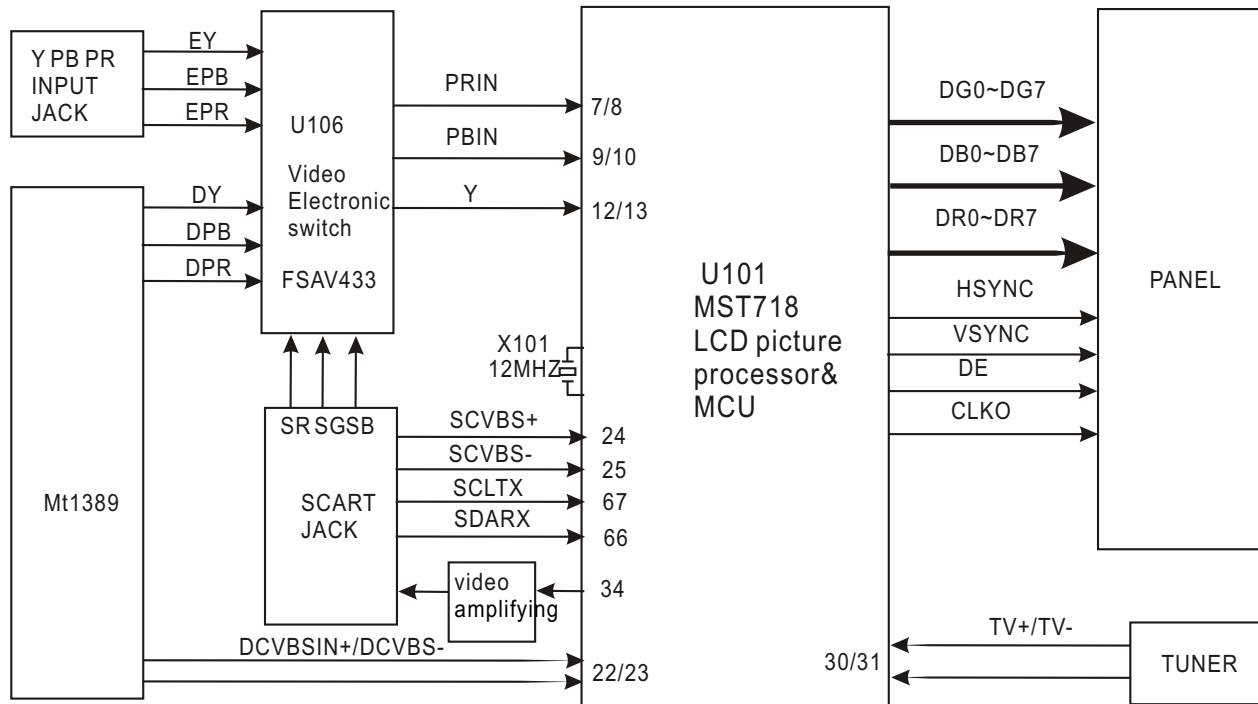 Y PB PR
INPUT
JACK
EY
EPB
EPR
U106
Video
Electronic
switch
FSAV433
DY
DPB
DPR
Mt1389
PRIN
PBIN
Y
7/8
9/10
12/13
X101
12MHZ
SR SGSB
SCART
JACK
SCVBS+
SCVBS-
SCLTX
SDARX
24
25
67
66
34
video
amplifying
DCVBSIN+/DCVBS-
22/23
U101
MST718
LCD picture
processor&
MCU
30/31
DG0~DG7
DB0~DB7
DR0~DR7
HSYNC
VSYNC
DE
CLKO
PANEL
TV+/TV-
TUNER